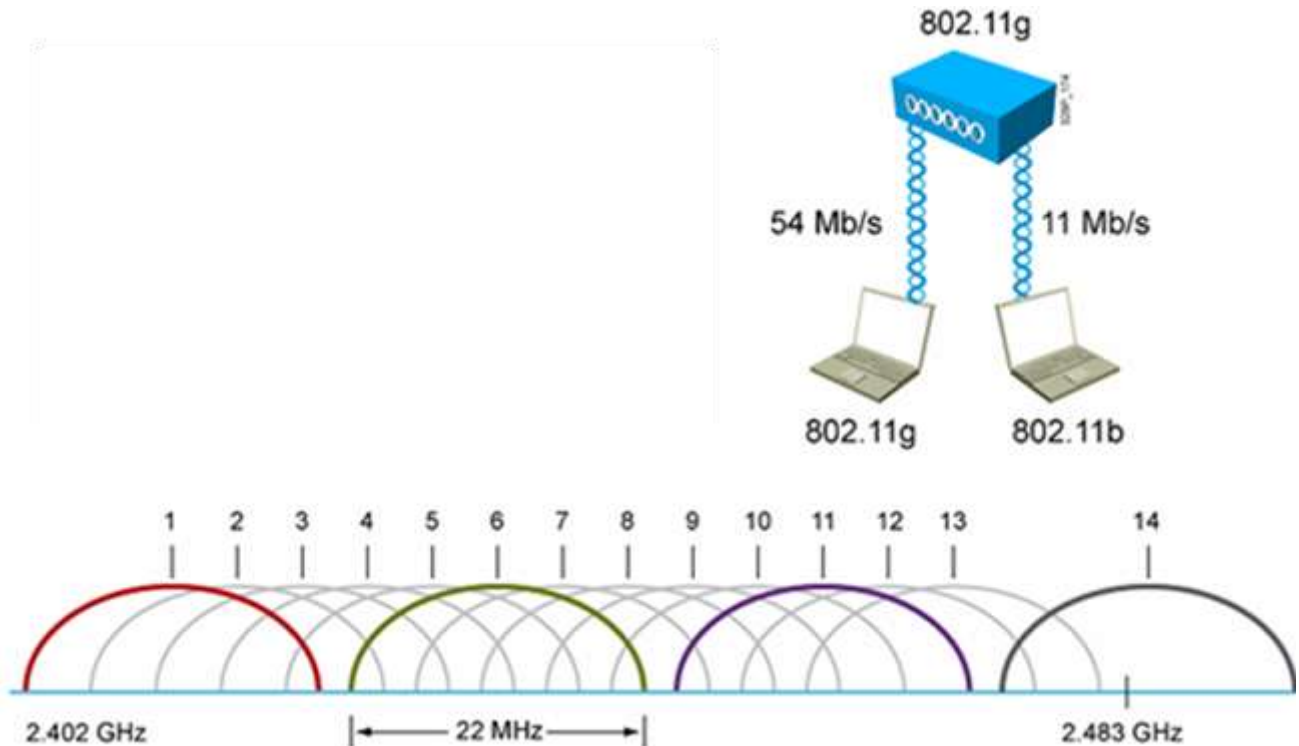 802.11g
54 Mb/s 11 Mb/s
802.11g 802.11b
1 2 3 4 5 6 7 8 9 10 11 12 13 14
2.402 GHz 22 MHz 2.483 GHz